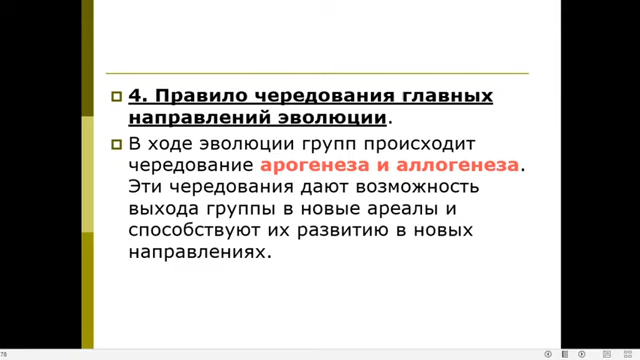 4. Правило чередования главных
направлений эволюции.
В ходе эволюции групп происходит
чередование арогенеза и аллогенеза.
Эти чередования дают возможность
выхода группы в новые ареалы и
способствуют их развитию в новых
направлениях.
78